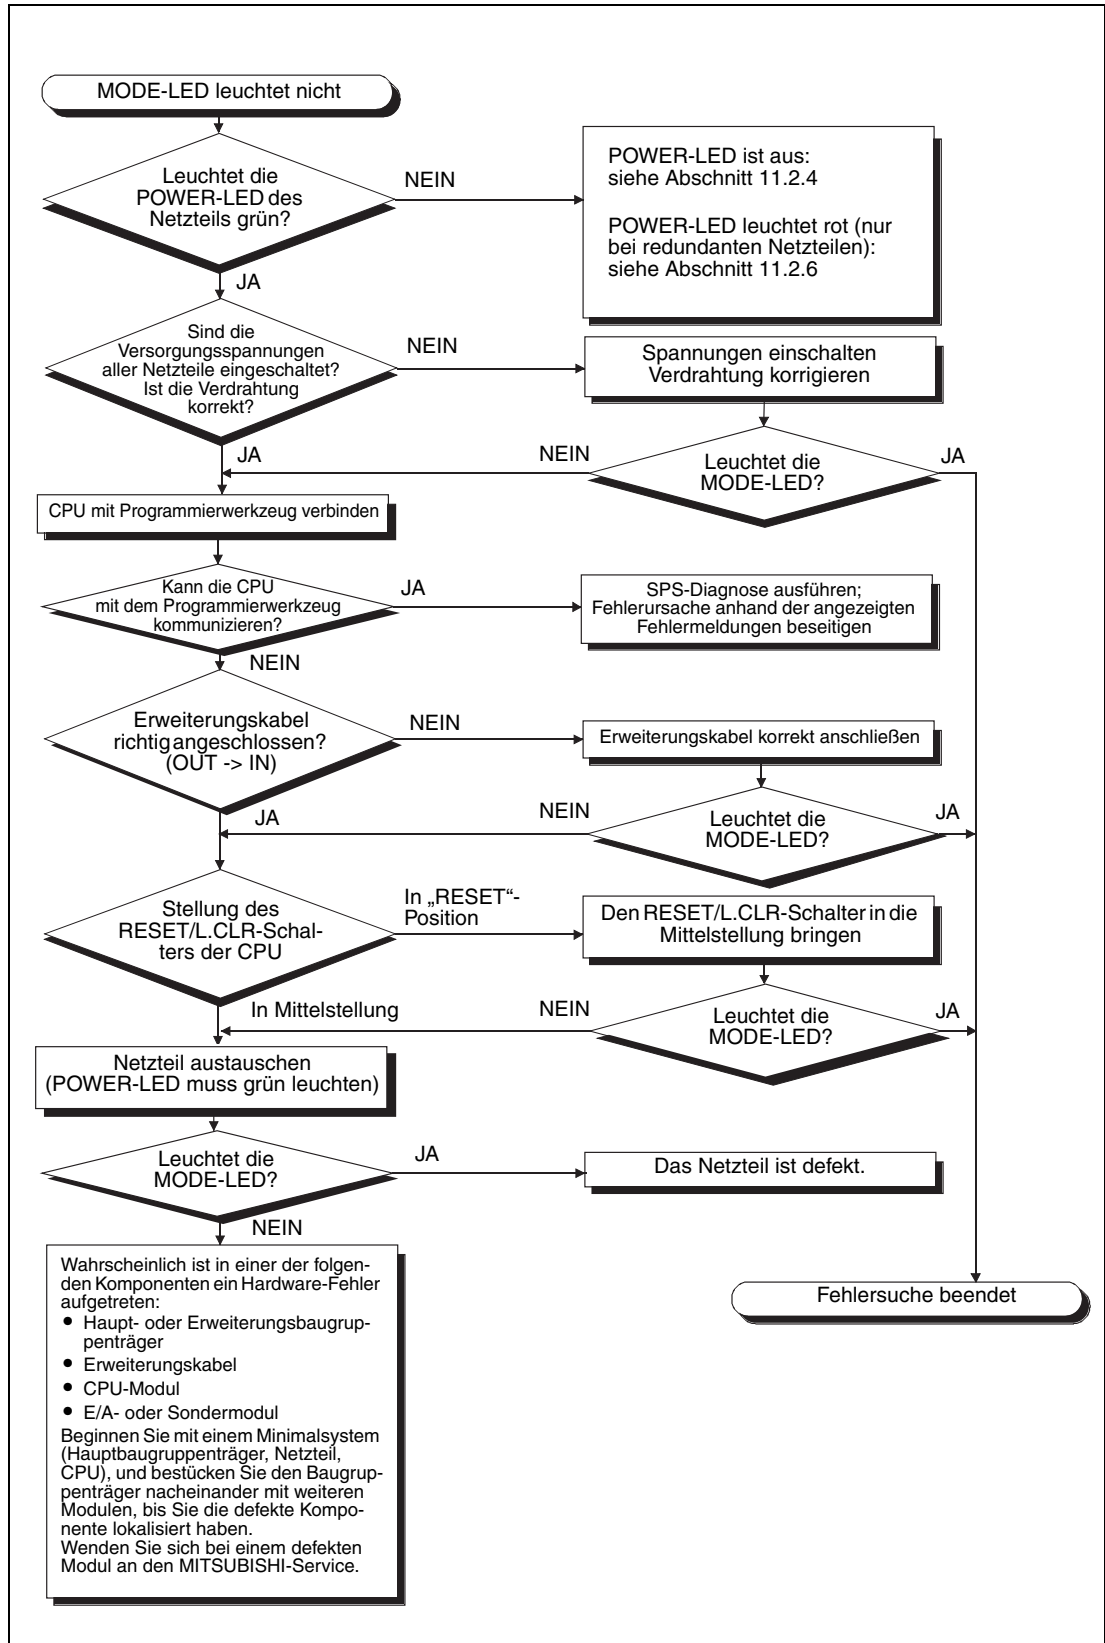 MODE-LED leuchtet nicht
Leuchtet die
POWER-LED des
Netzteils grün?
NEIN
POWER-LED ist aus:
siehe Abschnitt 11.2.4
POWER-LED leuchtet rot (nur
bei redundanten Netzteilen):
siehe Abschnitt 11.2.6
JA
Sind die
Versorgungsspannungen
aller Netzteile eingeschaltet?
Ist die Verdrahtung
korrekt?
NEIN
Spannungen einschalten
Verdrahtung korrigieren
JA
NEIN
Leuchtet die
MODE-LED?
JA
CPU mit Programmierwerkzeug verbinden
Kann die CPU
mit dem Programmierwerkzeug
kommunizieren?
JA
SPS-Diagnose ausführen;
Fehlerursache anhand der angezeigten
Fehlermeldungen beseitigen
NEIN
Erweiterungskabel
richtig angeschlossen?
(OUT -> IN)
NEIN
Erweiterungskabel korrekt anschließen
JA
NEIN
Leuchtet die
MODE-LED?
JA
Stellung des
RESET/L.CLR-Schal-
ters der CPU
In „RESET“-
Position
Den RESET/L.CLR-Schalter in die
Mittelstellung bringen
In Mittelstellung
NEIN
Leuchtet die
MODE-LED?
JA
Netzteil austauschen
(POWER-LED muss grün leuchten)
Leuchtet die
MODE-LED?
JA
Das Netzteil ist defekt.
NEIN
Wahrscheinlich ist in einer der folgen-
den Komponenten ein Hardware-Fehler
aufgetreten:
● Haupt- oder Erweiterungsbaugrup-
penträger
● Erweiterungskabel
● CPU-Modul
● E/A- oder Sondermodul
Beginnen Sie mit einem Minimalsystem
(Hauptbaugruppenträger, Netzteil,
CPU), und bestücken Sie den Baugrup-
penträger nacheinander mit weiteren
Modulen, bis Sie die defekte Kompo-
nente lokalisiert haben.
Wenden Sie sich bei einem defekten
Modul an den MITSUBISHI-Service.
Fehlersuche beendet